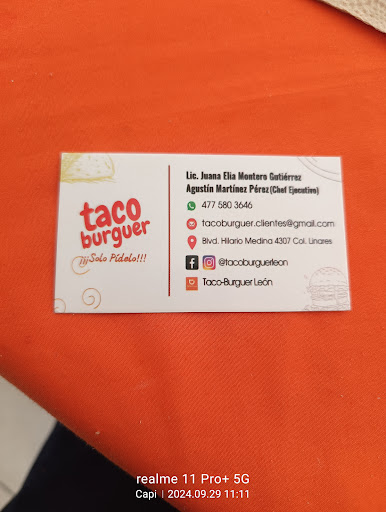 taco
burguer
¡¡¡Solo Pídelo!!!
Lic. Juana Elia Montero Gutiérrez
Agustín Martínez Pérez (Chef Ejecutivo)
477 580 3646
tacoburguer.clientes@gmail.com
Blvd. Hilario Medina 4307 Col. Linares
@tacoburguerleon
Taco-Burguer León
realme 11 Pro+ 5G
Capi | 2024.09.29 11:11